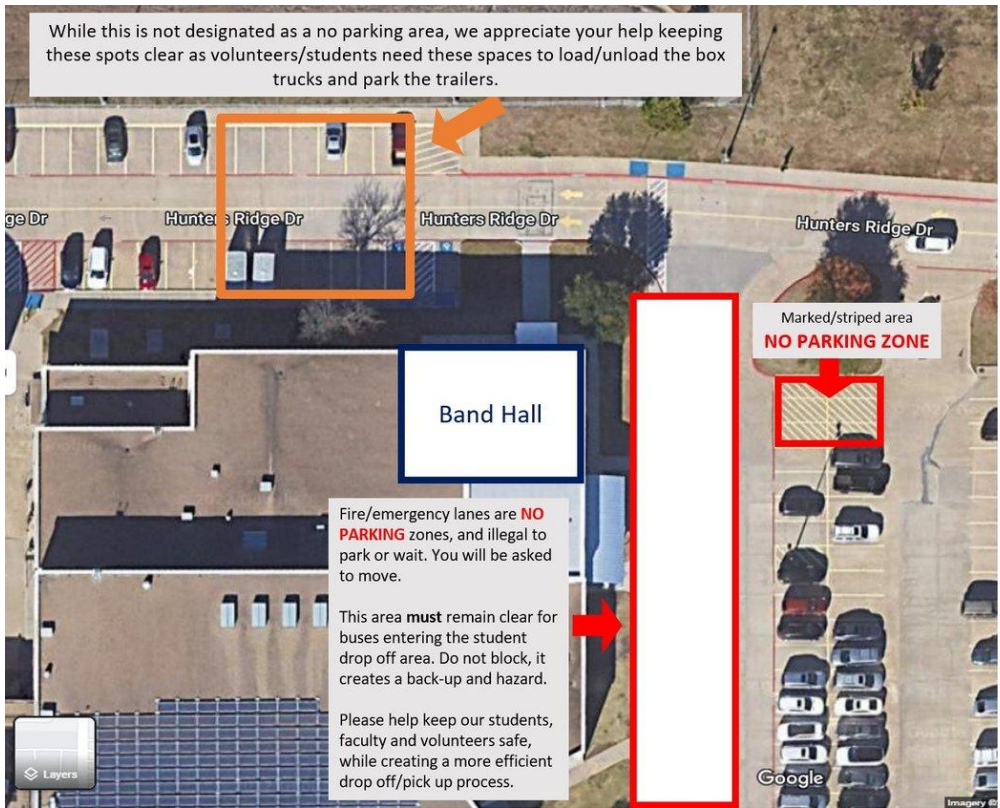 While this is not designated as a no parking area, we appreciate your help keeping
these spots clear as volunteers/students need these spaces to load/unload the box
trucks and park the trailers.
ge Dr
Hunters Ridge Dr
Hunters Ridge Dr
Hunters Ridge Dr
Marked/striped area
NO PARKING ZONE
Band Hall
Fire/emergency lanes are NO
PARKING zones, and illegal to
park or wait. You will be asked
to move.
This area must remain clear for
buses entering the student
drop off area. Do not block, it
creates a back-up and hazard.
Please help keep our students,
faculty and volunteers safe,
while creating a more efficient
drop off/pick up process.
Layers
Google
Imagery